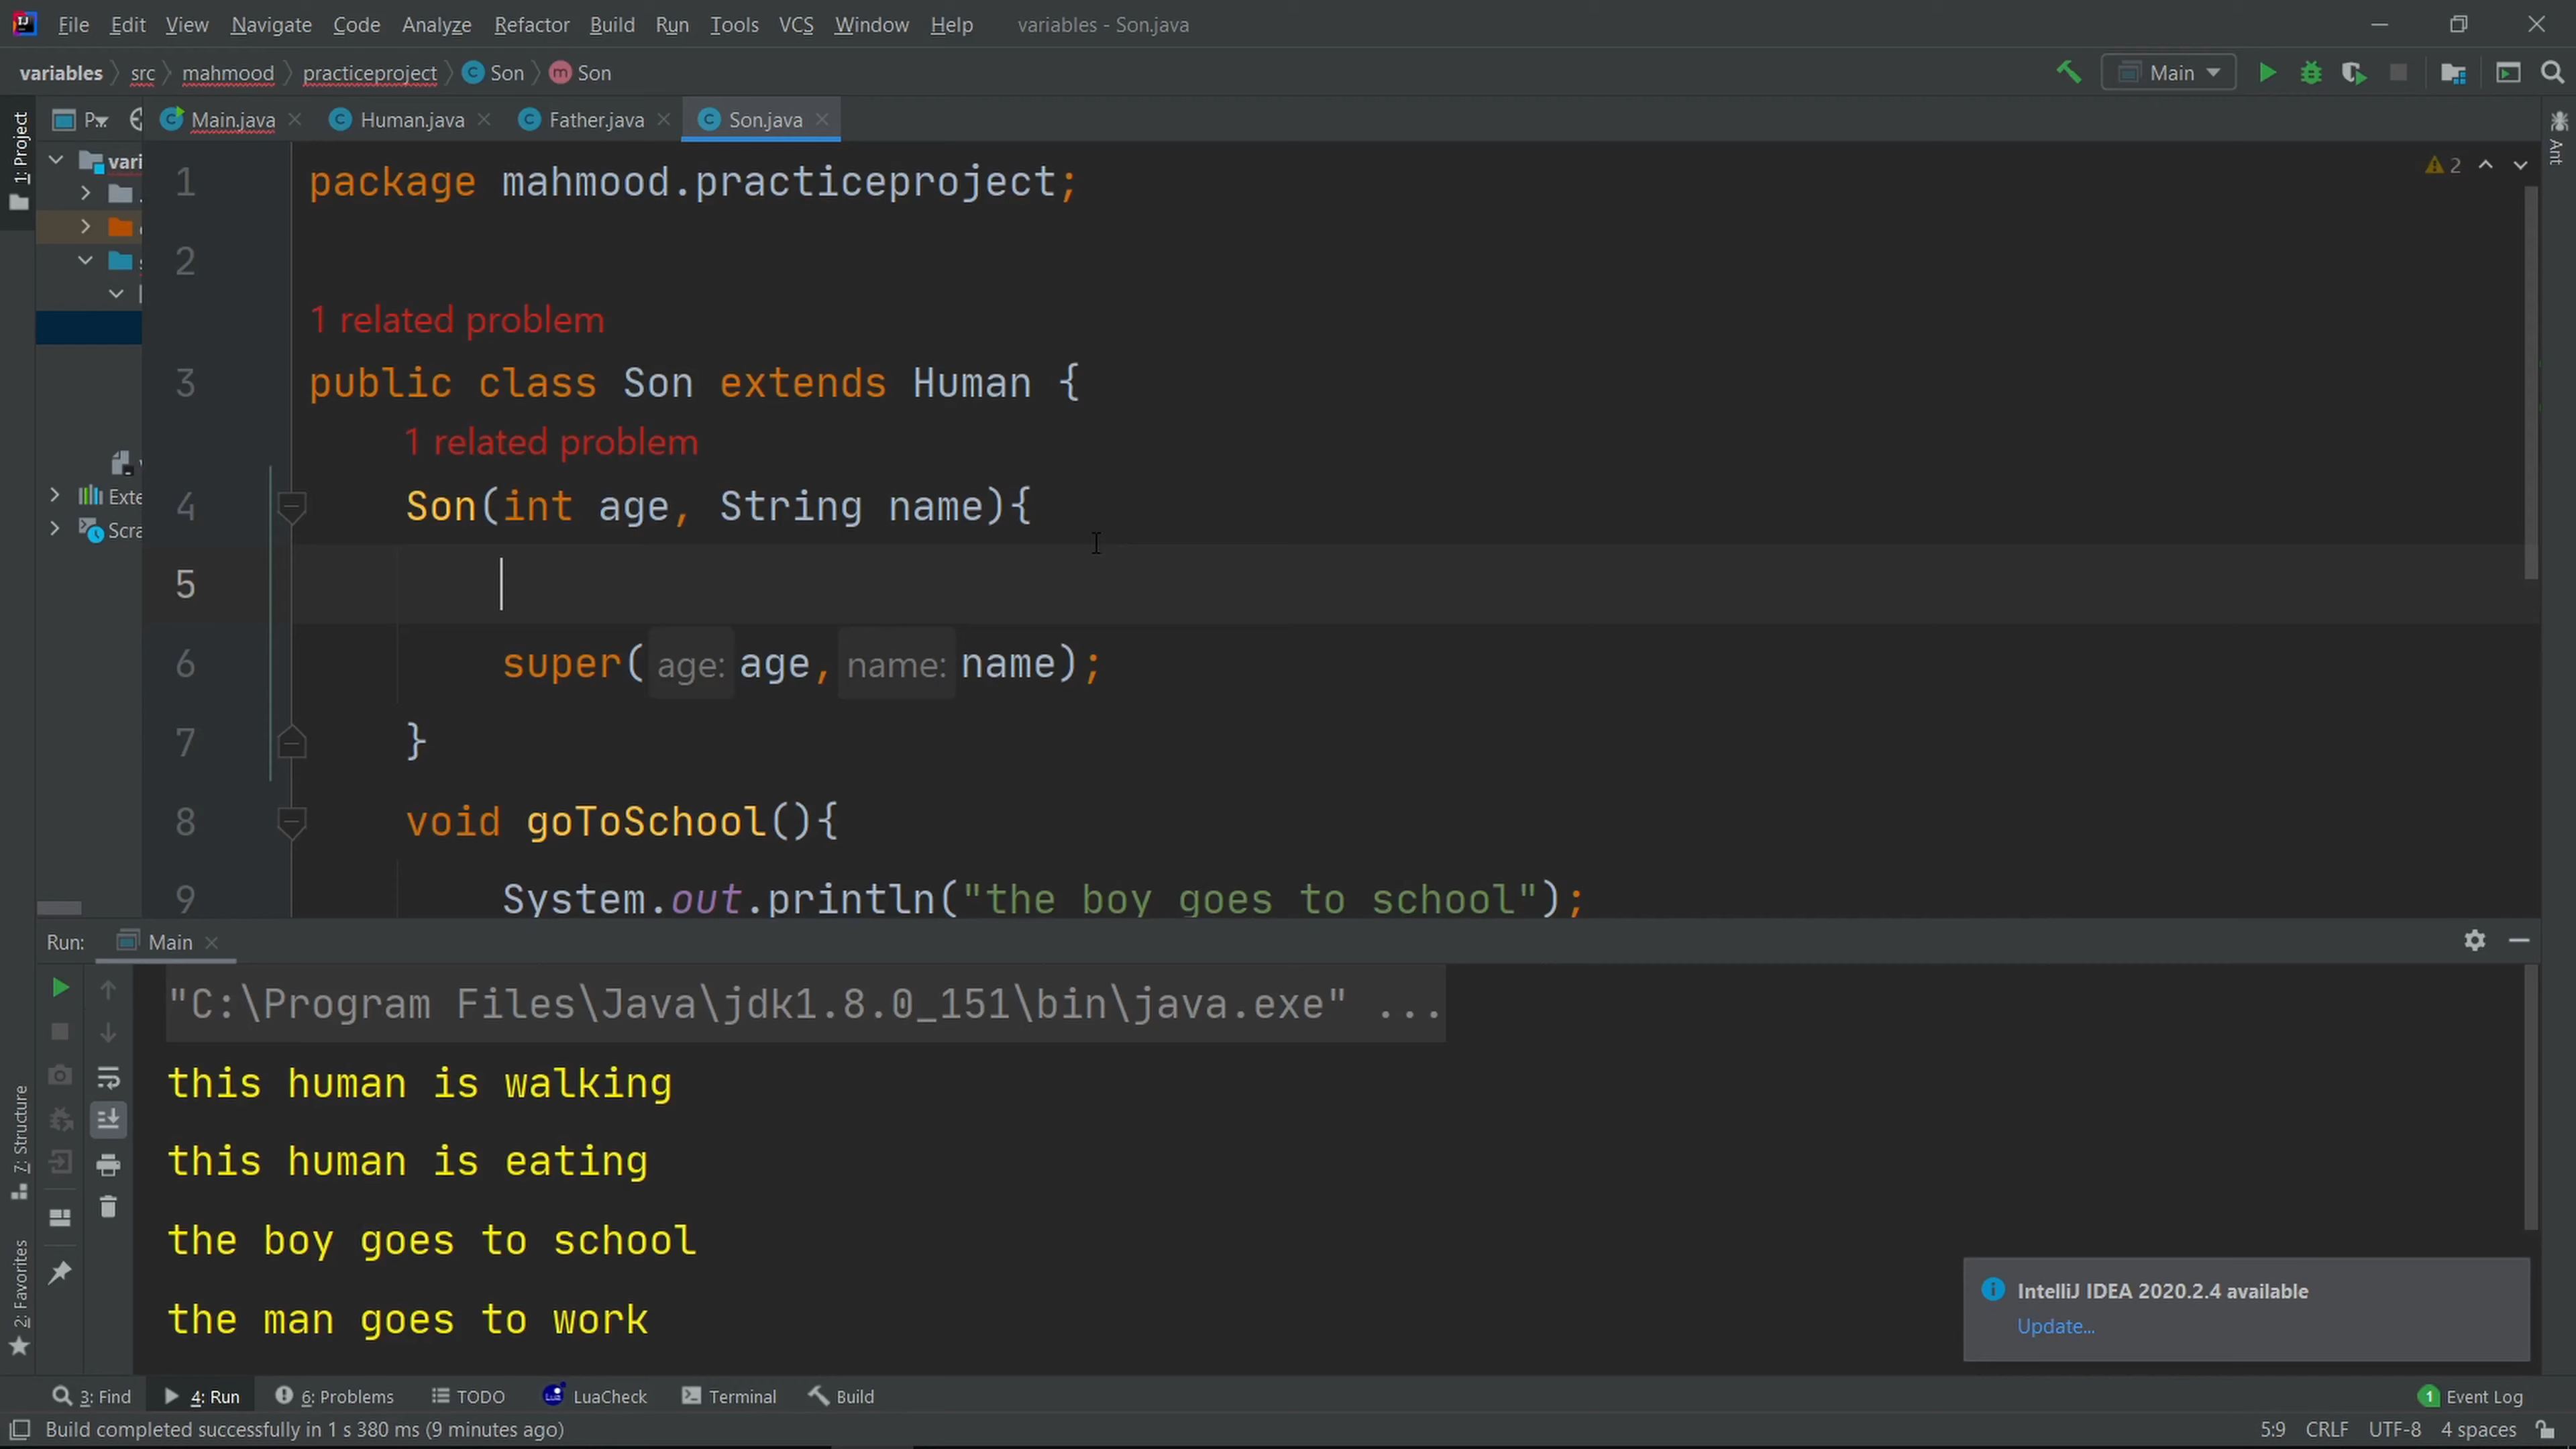 File Edit View Navigate Code Analyze Refactor Build Run Tools VCS Window Help variables - Son.java
variables src mahmood practiceproject Son Son Main
1: Project P... Main.java Human.java Father.java Son.java Ant
vari
Exte
Scra
2
1 package mahmood.practiceproject;
2
1 related problem
3 public class Son extends Human {
1 related problem
4 Son(int age, String name){
5
6 super( age: age, name: name);
7 }
8 void goToSchool(){
9 System.out.println("the boy goes to school");
Run: Main
"C:\Program Files\Java\jdk1.8.0_151\bin\java.exe" ...
this human is walking
this human is eating
the boy goes to school
the man goes to work
7: Structure
2: Favorites
IntelliJ IDEA 2020.2.4 available
Update...
3: Find 4: Run 6: Problems TODO LuaCheck Terminal Build 1 Event Log
Build completed successfully in 1 s 380 ms (9 minutes ago) 5:9 CRLF UTF-8 4 spaces